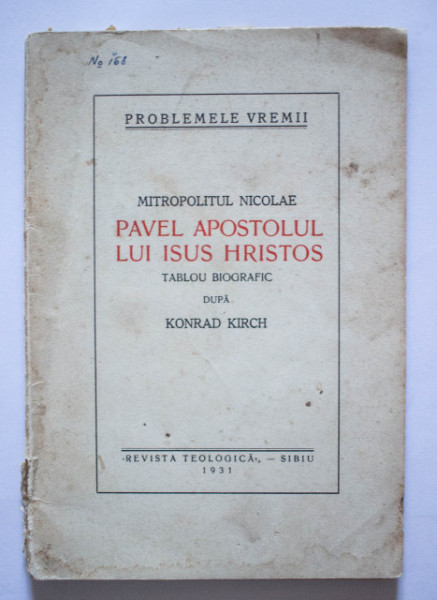 No 168
PROBLEMELE VREMII
MITROPOLITUL NICOLAE
PAVEL APOSTOLUL
LUI ISUS HRISTOS
TABLOU BIOGRAFIC
DUPĂ
KONRAD KIRCH
«REVISTA TEOLOGICĂ», — SIBIU
1931